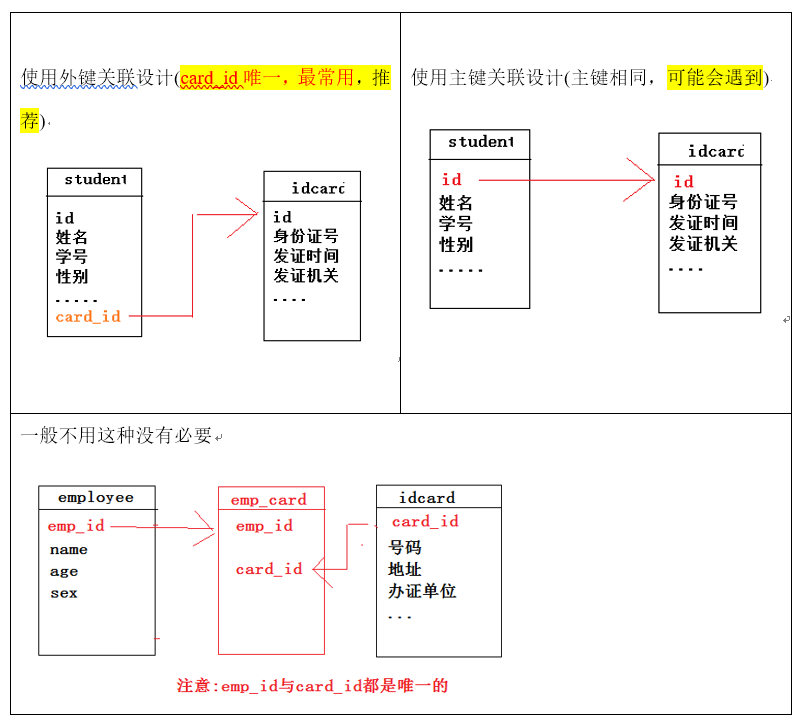 使用外键关联设计(card_id 唯一，最常用，推
荐)
student
id
姓名
学号
性别
.....
card_id
idcard
id
身份证号
发证时间
发证机关
....
使用主键关联设计(主键相同，可能会遇到)
student
id
姓名
学号
性别
.....
idcard
id
身份证号
发证时间
发证机关
....
一般不用这种没有必要
employee
emp_id
name
age
sex
emp_card
emp_id
card_id
idcard
card_id
号码
地址
办证单位
...
注意:emp_id与card_id都是唯一的